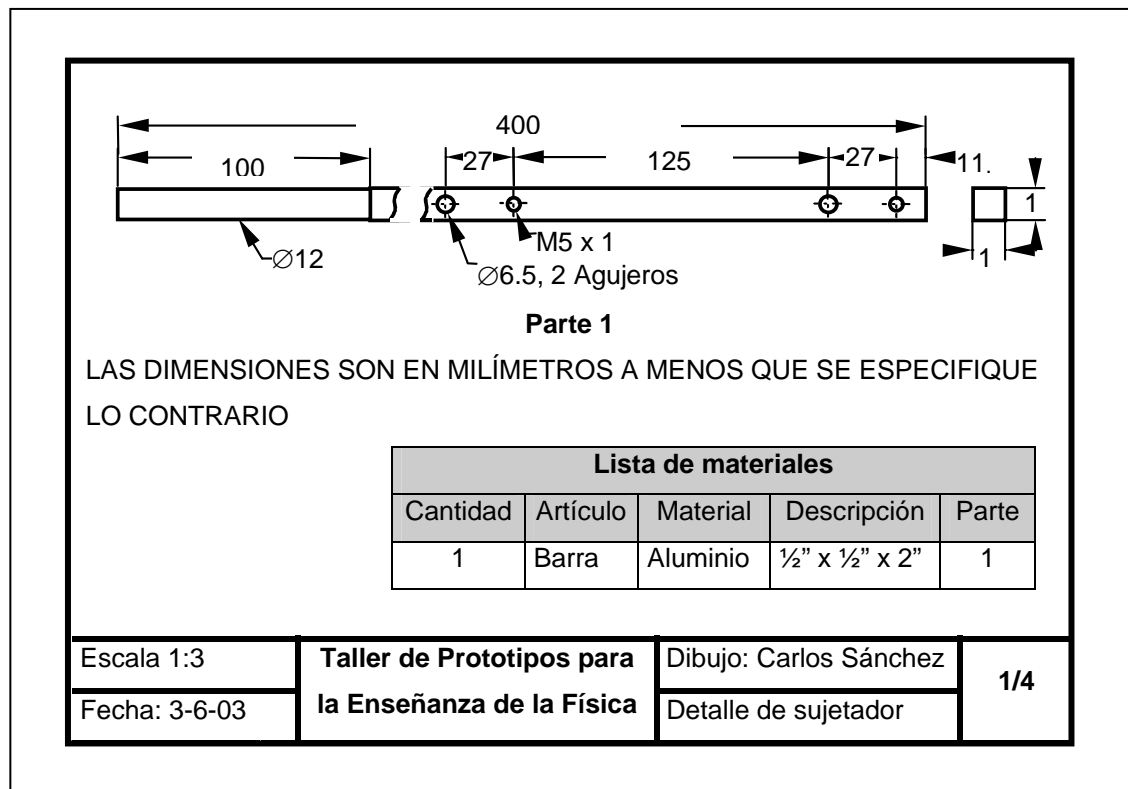 400
100
27
125
27
11.
1
1
M5 x 1
∅12
∅6.5, 2 Agujeros
Parte 1
LAS DIMENSIONES SON EN MILÍMETROS A MENOS QUE SE ESPECIFIQUE
LO CONTRARIO
Lista de materiales
Cantidad Artículo Material Descripción Parte
1 Barra Aluminio ½” x ½” x 2” 1
Escala 1:3
Fecha: 3-6-03
Taller de Prototipos para
la Enseñanza de la Física
Dibujo: Carlos Sánchez
Detalle de sujetador
1/4